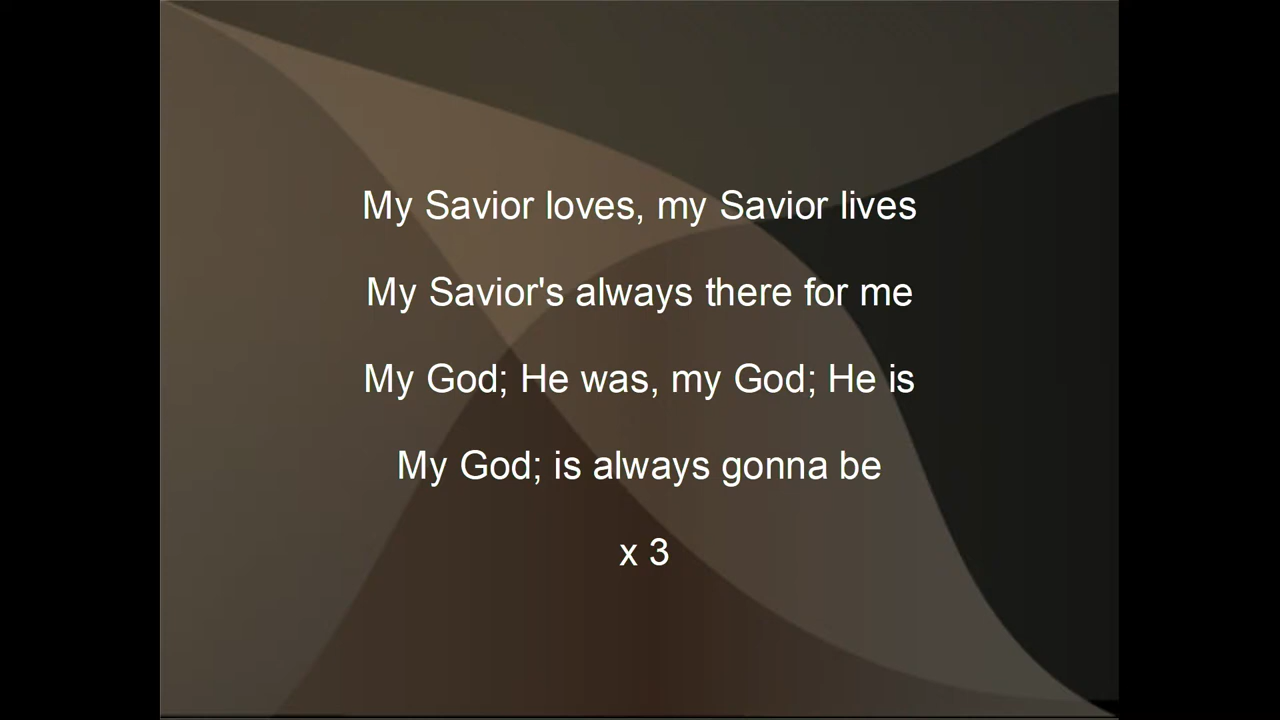 My Savior loves, my Savior lives
My Savior's always there for me
My God; He was, my God; He is
My God; is always gonna be
x 3